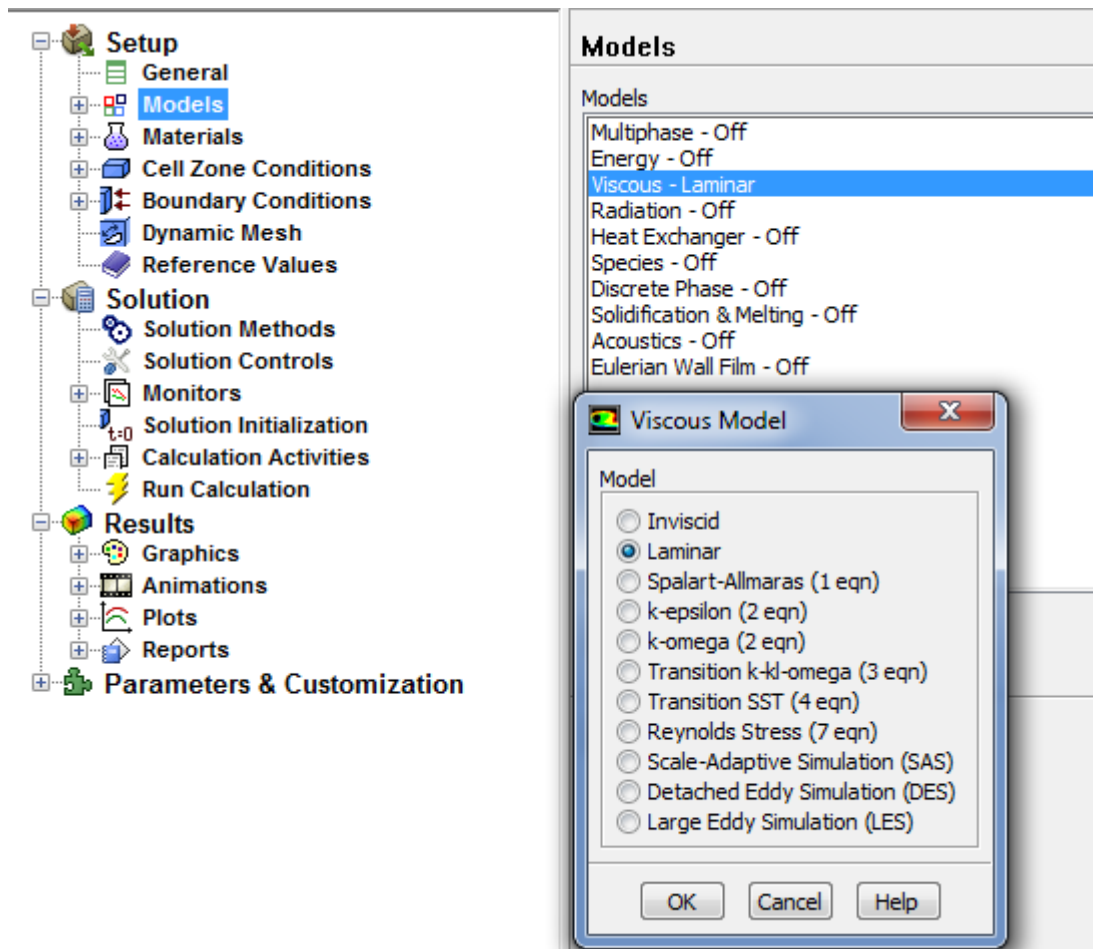 Setup
General
Models
Materials
Cell Zone Conditions
Boundary Conditions
Dynamic Mesh
Reference Values
Solution
Solution Methods
Solution Controls
Monitors
t=0 Solution Initialization
Calculation Activities
Run Calculation
Results
Graphics
Animations
Plots
Reports
Parameters & Customization
Models
Models
Multiphase - Off
Energy - Off
Viscous - Laminar
Radiation - Off
Heat Exchanger - Off
Species - Off
Discrete Phase - Off
Solidification & Melting - Off
Acoustics - Off
Eulerian Wall Film - Off
Viscous Model
Model
Inviscid
Laminar
Spalart-Allmaras (1 eqn)
k-epsilon (2 eqn)
k-omega (2 eqn)
Transition k-kl-omega (3 eqn)
Transition SST (4 eqn)
Reynolds Stress (7 eqn)
Scale-Adaptive Simulation (SAS)
Detached Eddy Simulation (DES)
Large Eddy Simulation (LES)
OK Cancel Help